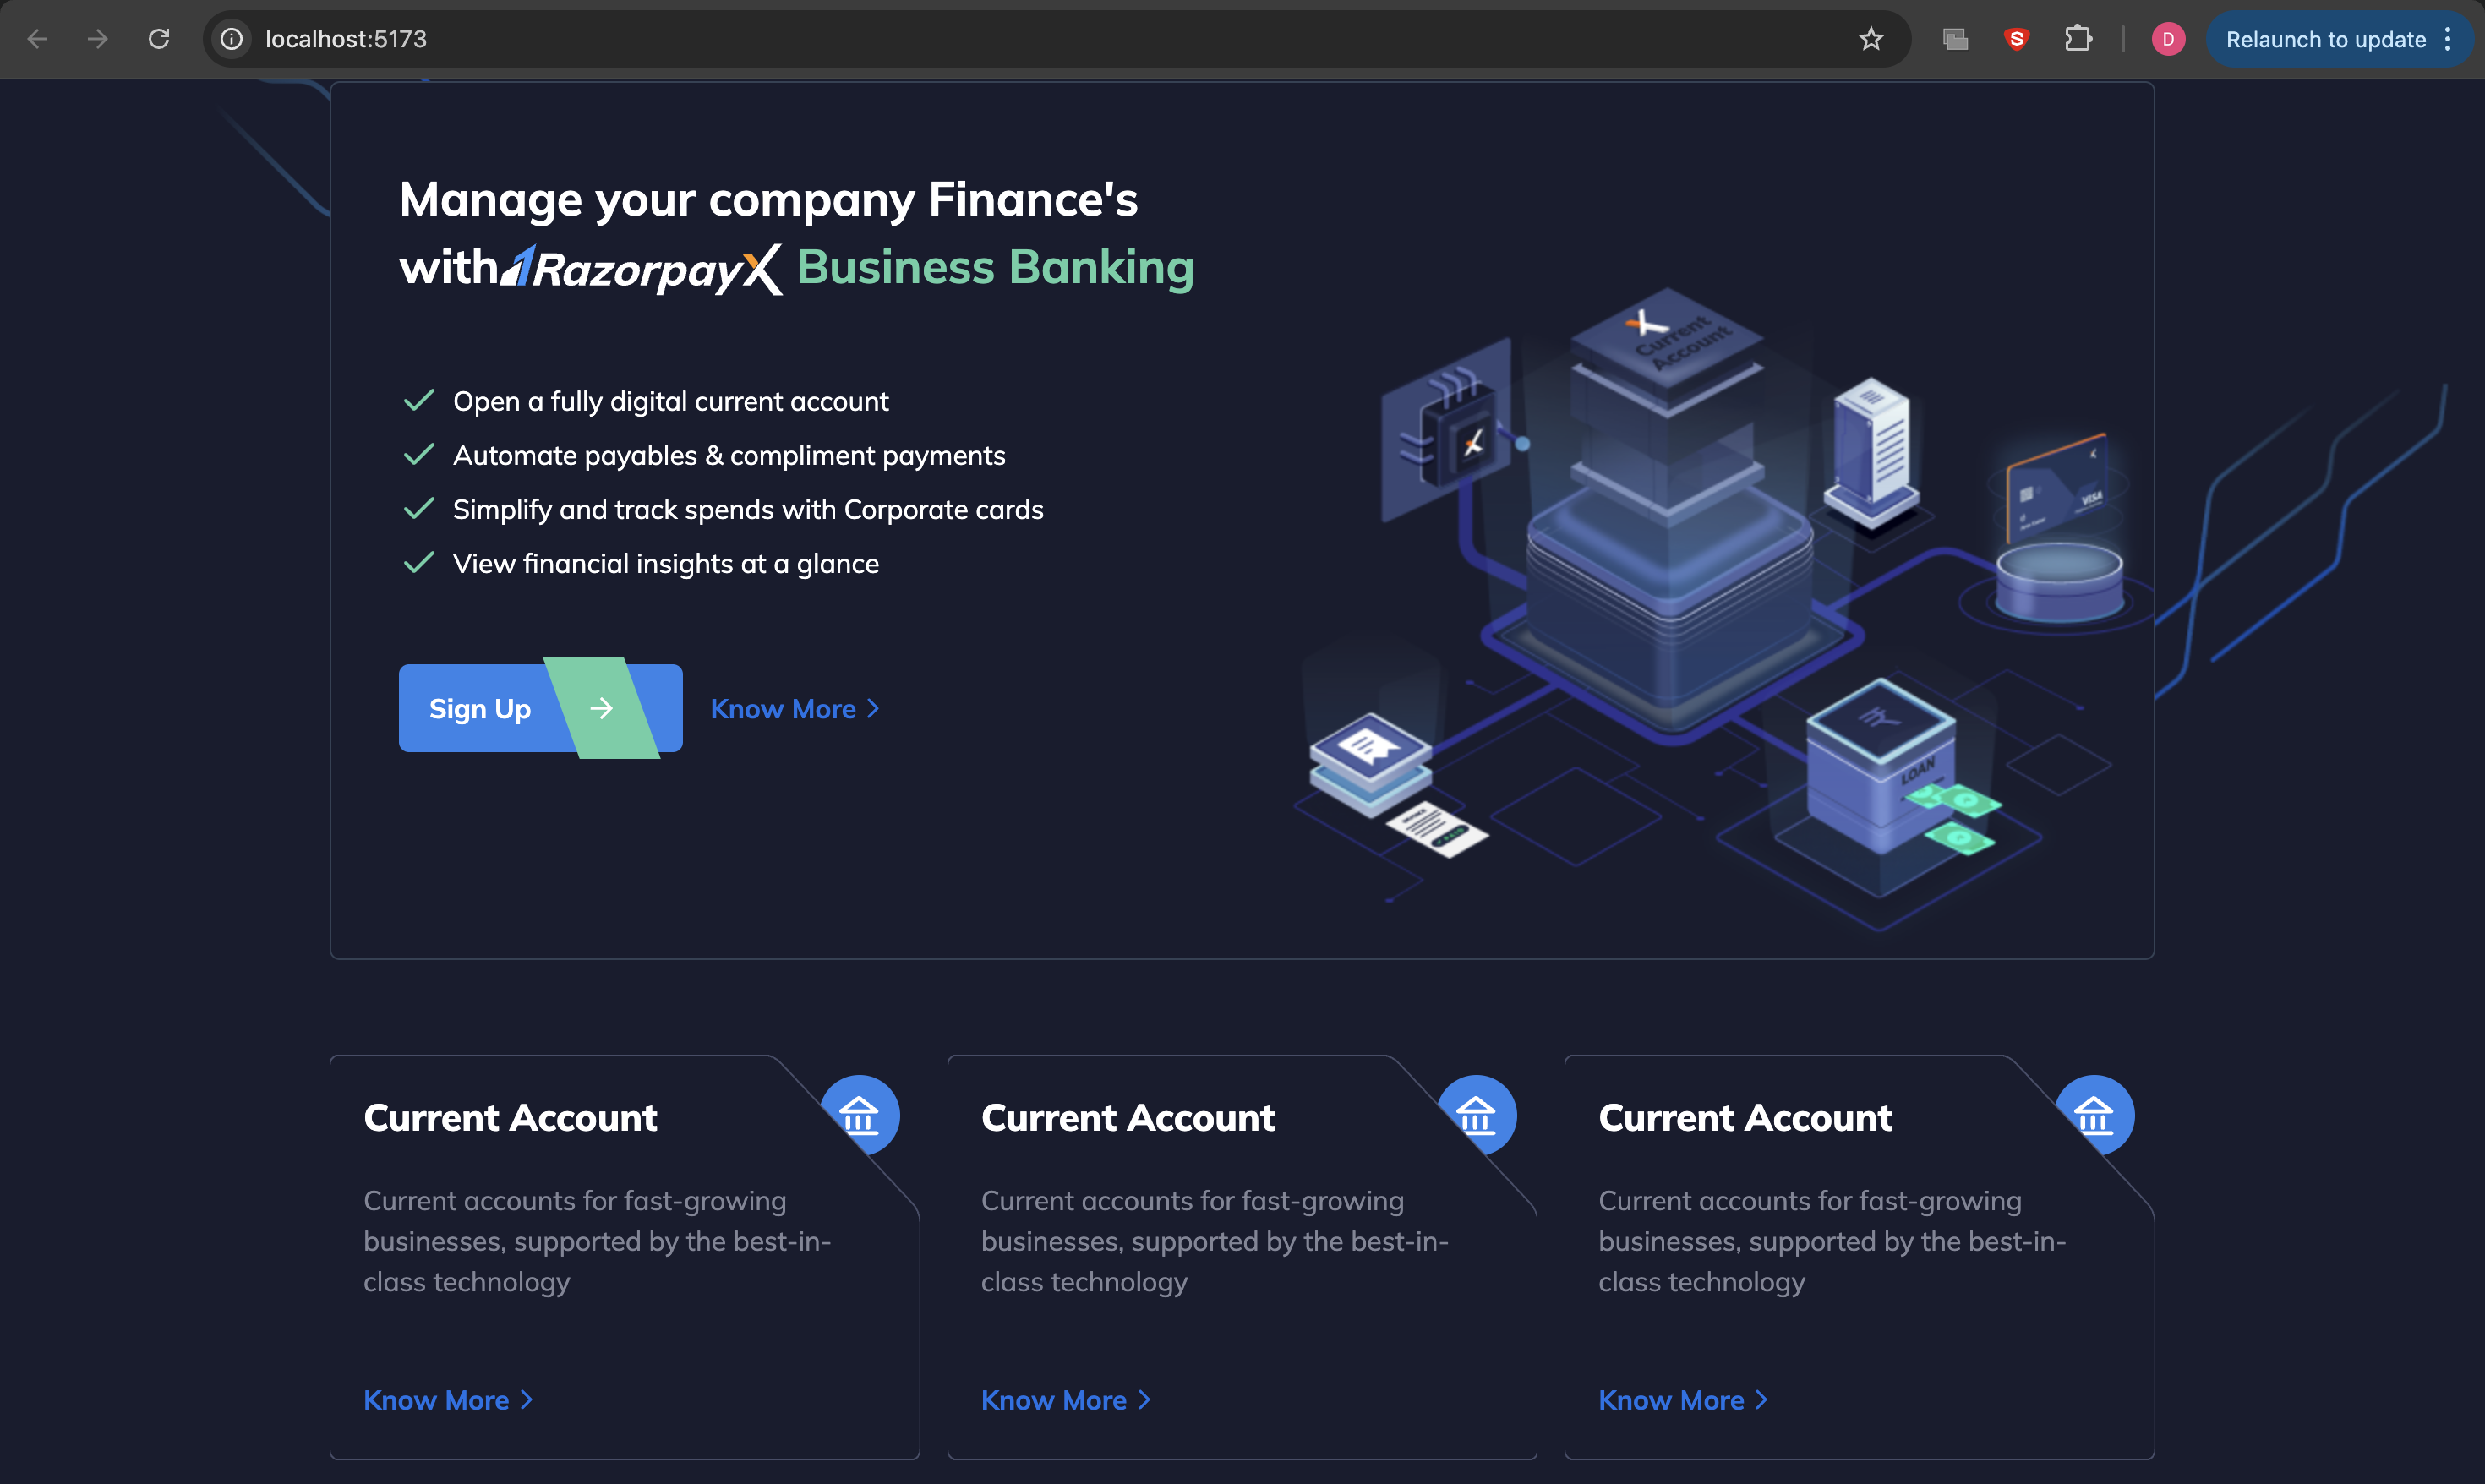 localhost:5173
S
D
Relaunch to update
Manage your company Finance's
with RazorpayX Business Banking
Current
Account
Open a fully digital current account
Automate payables & compliment payments
Simplify and track spends with Corporate cards
View financial insights at a glance
VISA
Sign Up
Know More
LOAN
INVOICE
PAID
Current Account
Current accounts for fast-growing
businesses, supported by the best-in-
class technology
Know More
Current Account
Current accounts for fast-growing
businesses, supported by the best-in-
class technology
Know More
Current Account
Current accounts for fast-growing
businesses, supported by the best-in-
class technology
Know More